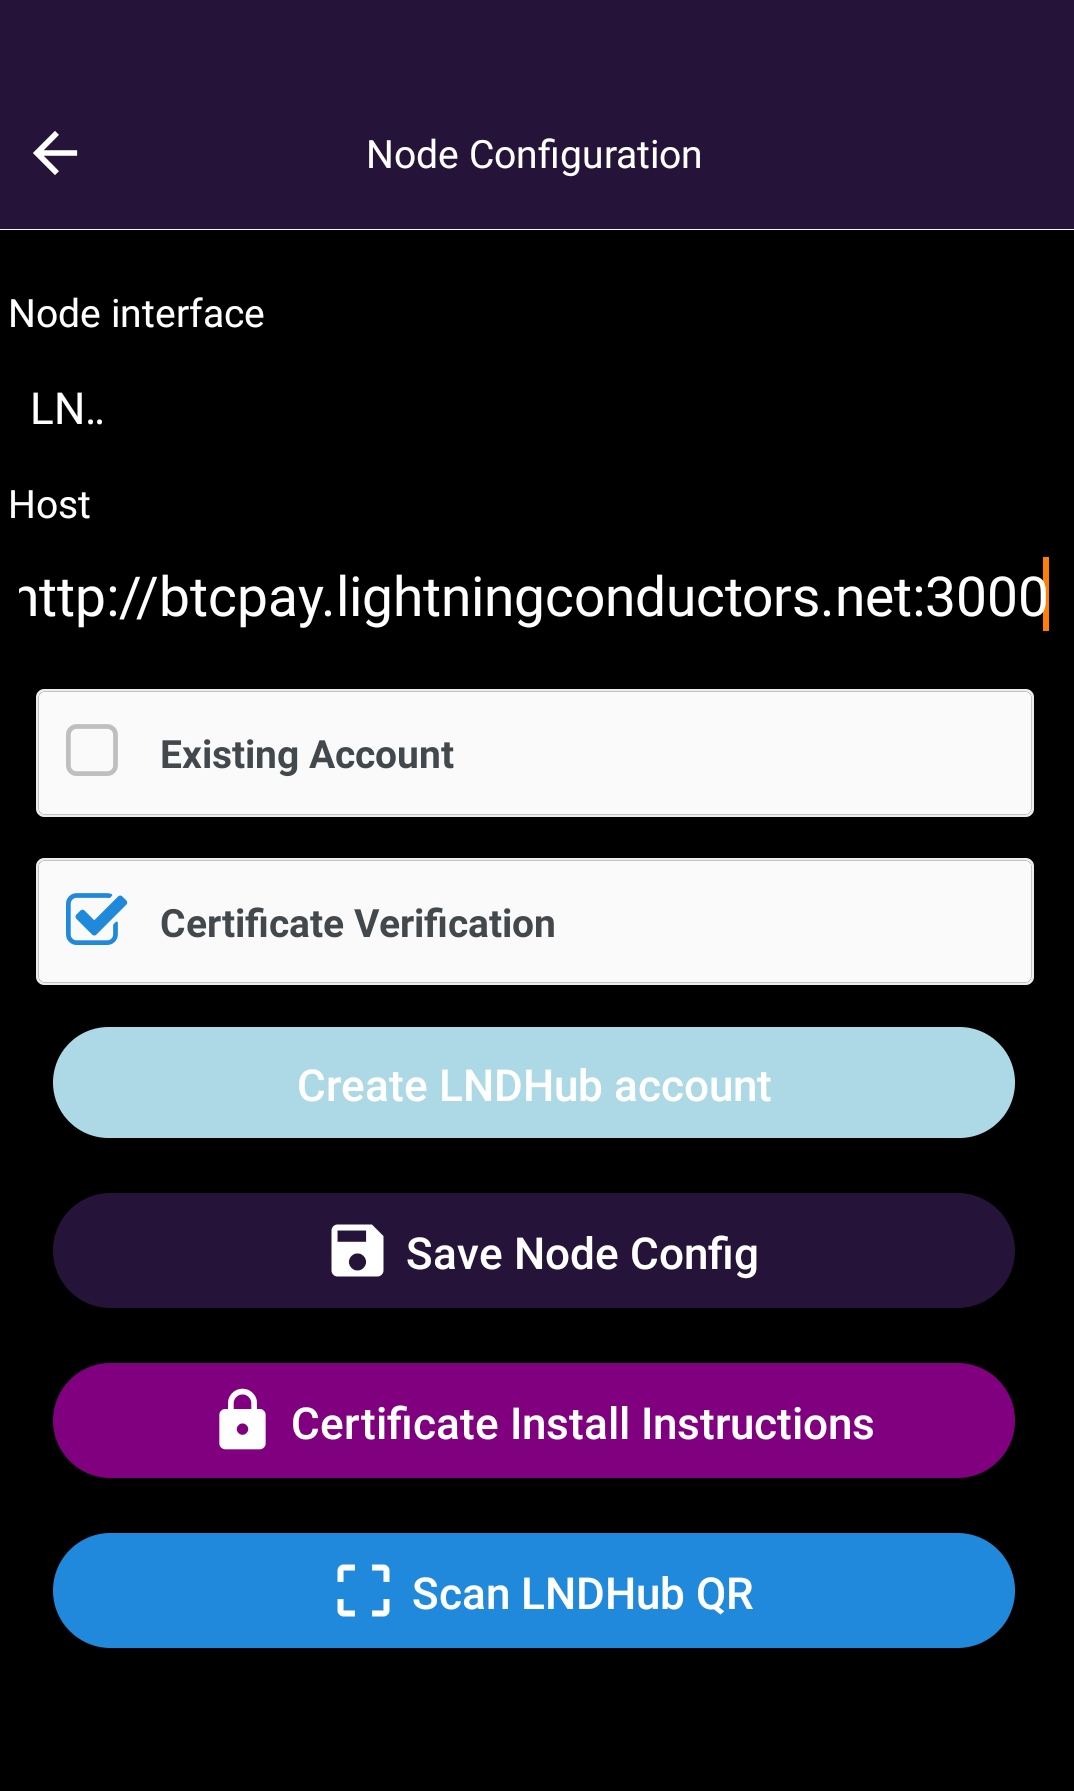 Node Configuration
Node interface
LN..
Host
http://btcpay.lightningconductors.net:3000
Existing Account
Certificate Verification
Create LNDHub account
Save Node Config
Certificate Install Instructions
Scan LNDHub QR